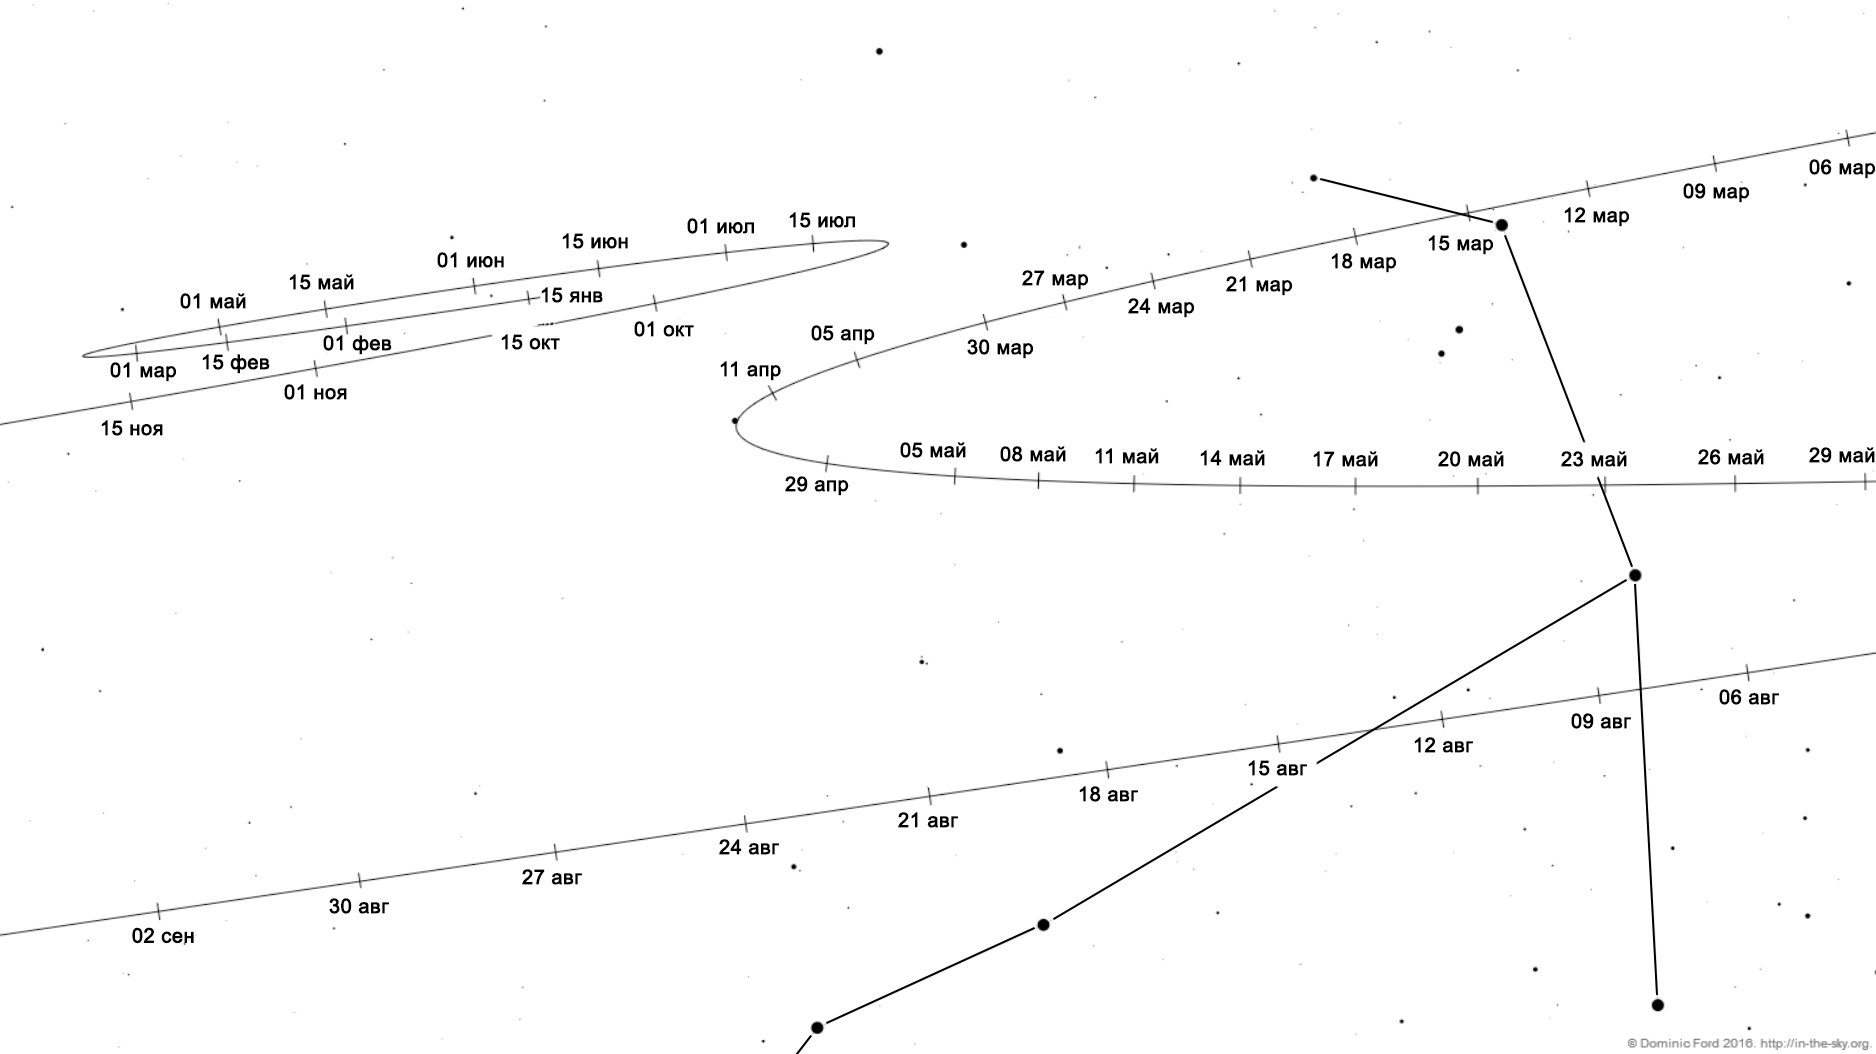 06 мар
09 мар
12 мар
15 мар
18 мар
21 мар
24 мар
27 мар
30 мар
05 апр
11 апр
29 апр
05 май
08 май
11 май
14 май
17 май
20 май
23 май
26 май
29 май
15 июл
01 июл
15 июн
01 июн
15 май
01 май
15 янв
01 фев
15 фев
01 мар
01 окт
15 окт
01 ноя
15 ноя
06 авг
09 авг
12 авг
15 авг
18 авг
21 авг
24 авг
27 авг
30 авг
02 сен
© Dominic Ford 2016. http://in-the-sky.org